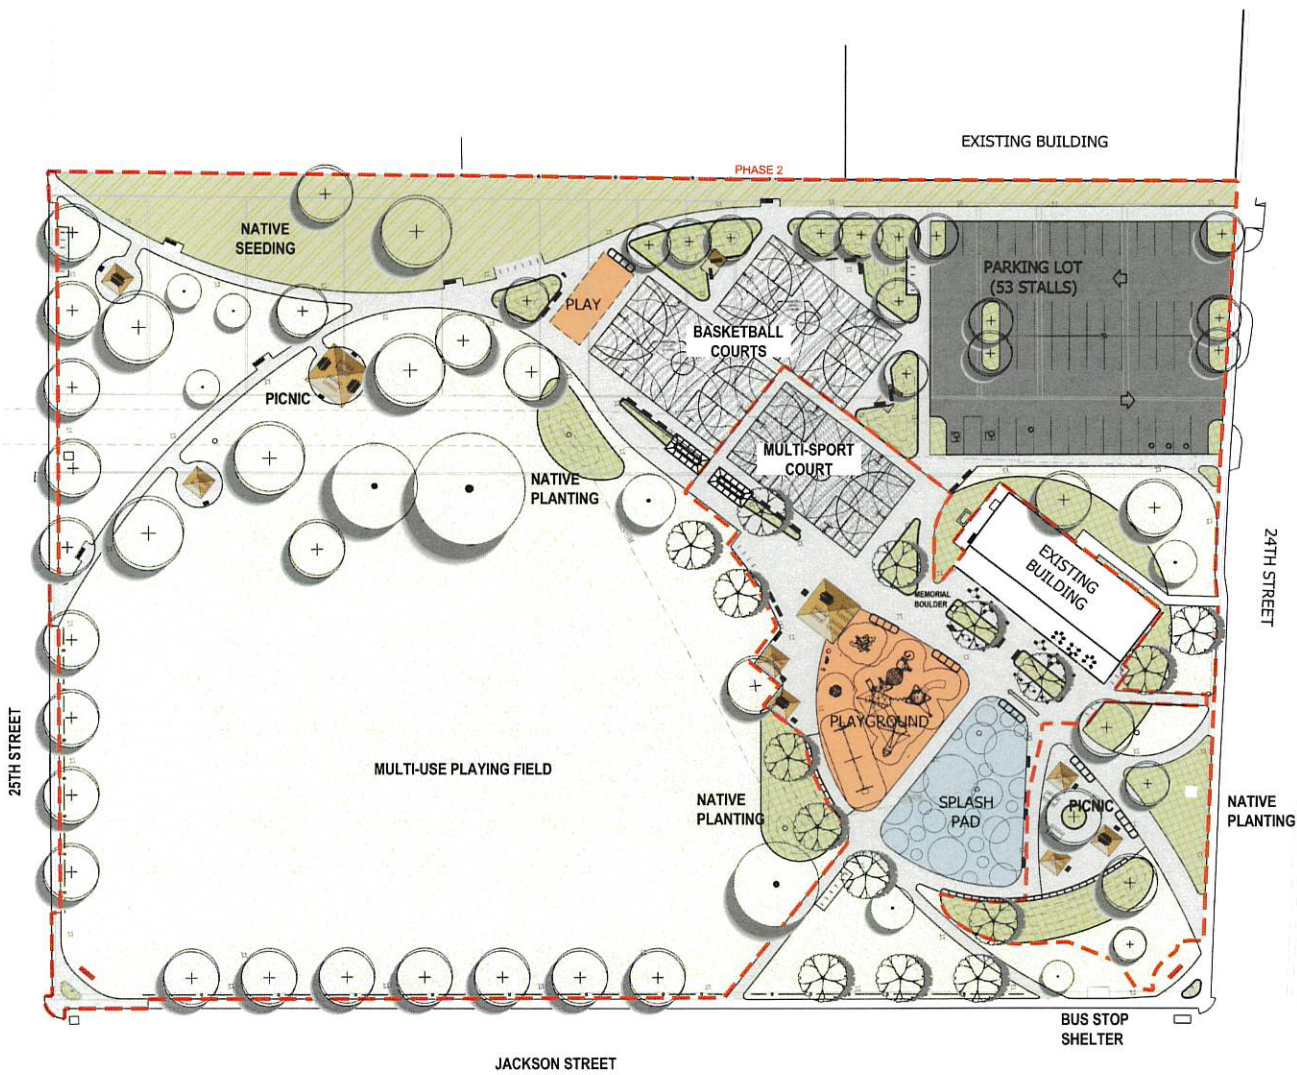 EXISTING BUILDING
PHASE 2
NATIVE
SEEDING
PARKING LOT
(53 STALLS)
PLAY
BASKETBALL
COURTS
PICNIC
MULTI-SPORT
COURT
NATIVE
PLANTING
EXISTING
BUILDING
24TH STREET
MEMORIAL
BOULDER
PLAYGROUND
25TH STREET
MULTI-USE PLAYING FIELD
NATIVE
PLANTING
SPLASH
PAD
PICNIC
NATIVE
PLANTING
BUS STOP
SHELTER
JACKSON STREET